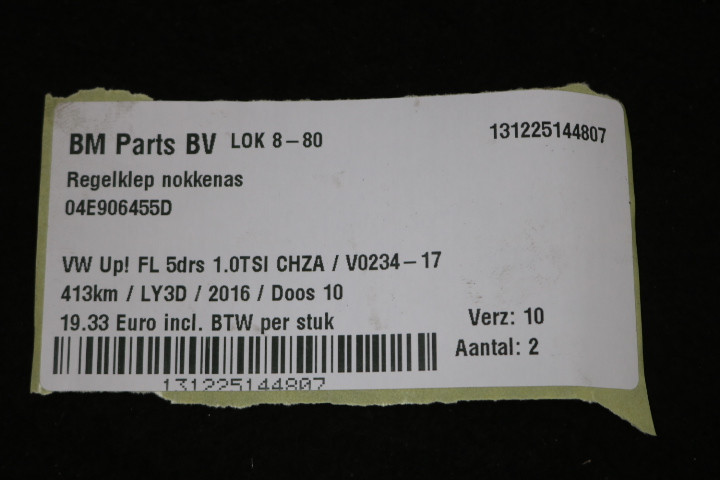 BM Parts BV LOK 8-80 131225144807
Regelklep nokkenas
04E906455D
VW Up! FL 5drs 1.0TSI CHZA / V0234-17
413km / LY3D / 2016 / Doos 10
19.33 Euro incl. BTW per stuk Verz: 10
Aantal: 2
131225144807